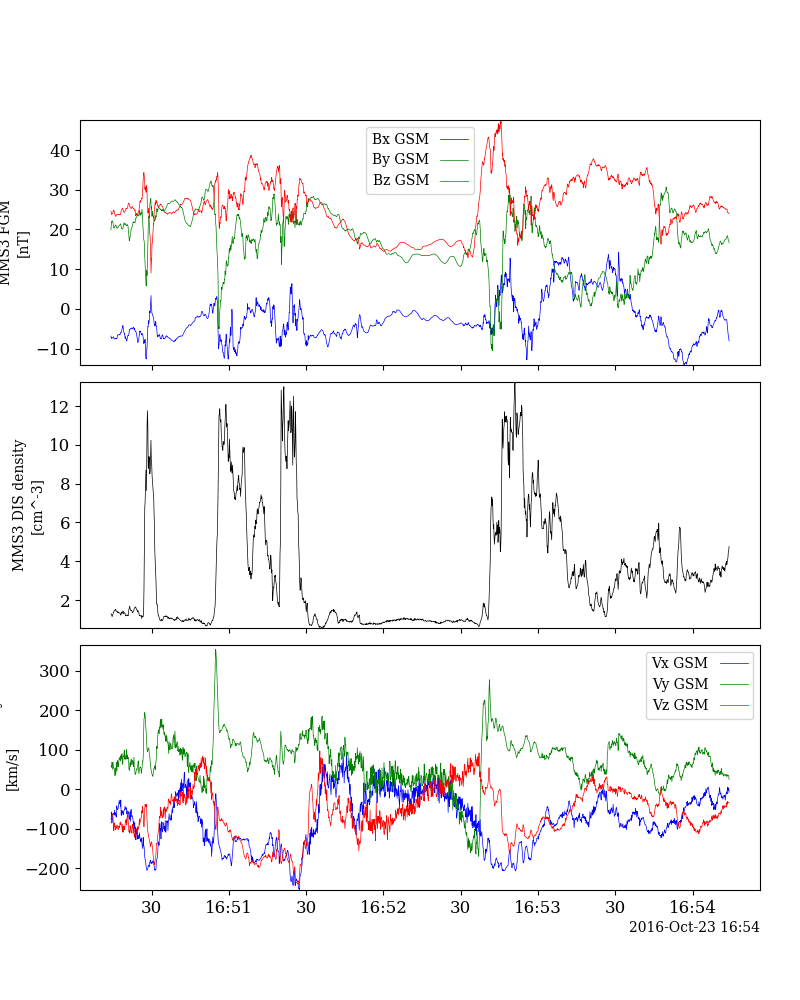 40
30
20
10
0
−10
MMS3 FGM
[nT]
Bx GSM
By GSM
Bz GSM
12
10
8
6
4
2
MMS3 DIS density
[cm^-3]
300
200
100
0
−100
−200
[km/s]
Vx GSM
Vy GSM
Vz GSM
30
16:51
30
16:52
30
16:53
30
16:54
2016-Oct-23 16:54